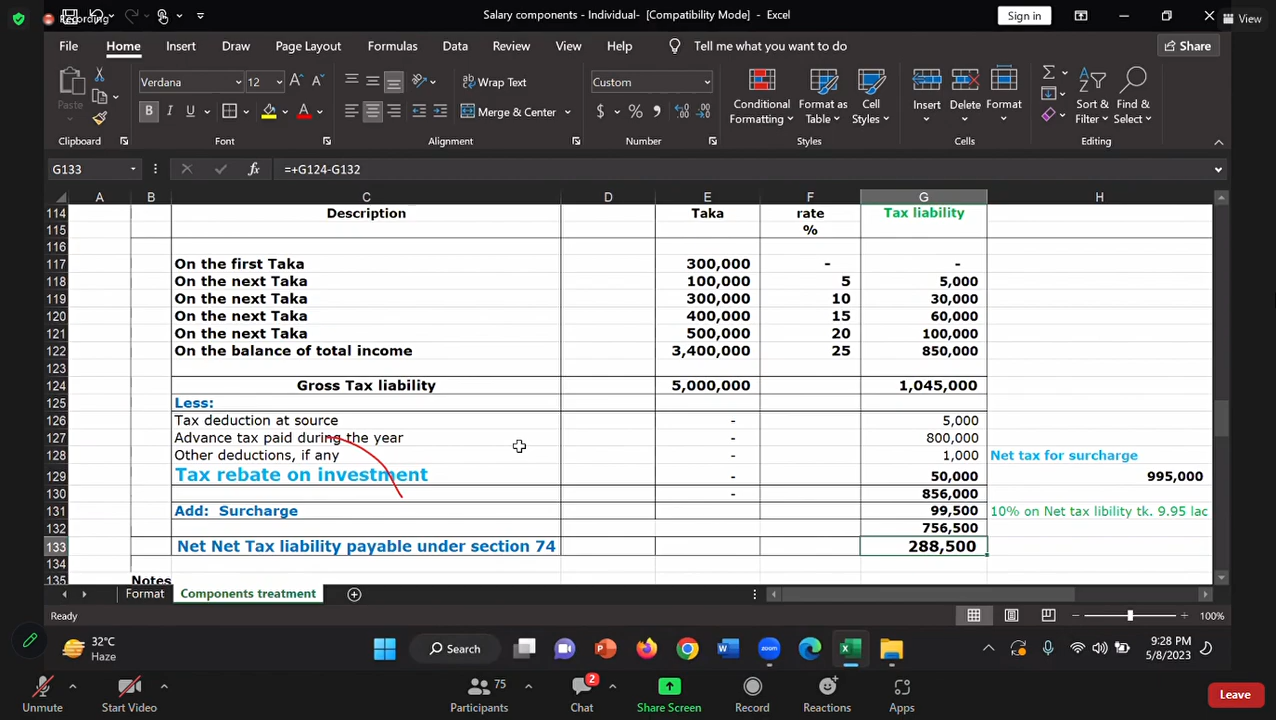 Recording
Salary components - Individual- [Compatibility Mode] - Excel
Sign in
View
File Home Insert Draw Page Layout Formulas Data Review View Help Tell me what you want to do Share
Paste Verdana 12 A A Wrap Text Custom Conditional Formatting Format as Table Cell Styles Insert Delete Format Sort & Filter Find & Select
B I U A Merge & Center $ % ,
Clipboard Font Alignment Number Styles Cells Editing
G133 fx =+G124-G132
A B C D E F G H
114 Description Taka rate Tax liability
115 %
116
117 On the first Taka 300,000 - -
118 On the next Taka 100,000 5 5,000
119 On the next Taka 300,000 10 30,000
120 On the next Taka 400,000 15 60,000
121 On the next Taka 500,000 20 100,000
122 On the balance of total income 3,400,000 25 850,000
123
124 Gross Tax liability 5,000,000 1,045,000
125 Less:
126 Tax deduction at source - 5,000
127 Advance tax paid during the year - 800,000
128 Other deductions, if any - 1,000 Net tax for surcharge
129 Tax rebate on investment - 50,000 995,000
130 - 856,000
131 Add: Surcharge 99,500 10% on Net tax libility tk. 9.95 lac
132 756,500
133 Net Net Tax liability payable under section 74 288,500
134
135 Notes
Format Components treatment
Ready 100%
32°C
Haze
Search
9:28 PM
5/8/2023
75 2
Unmute Start Video Participants Chat Share Screen Record Reactions Apps Leave